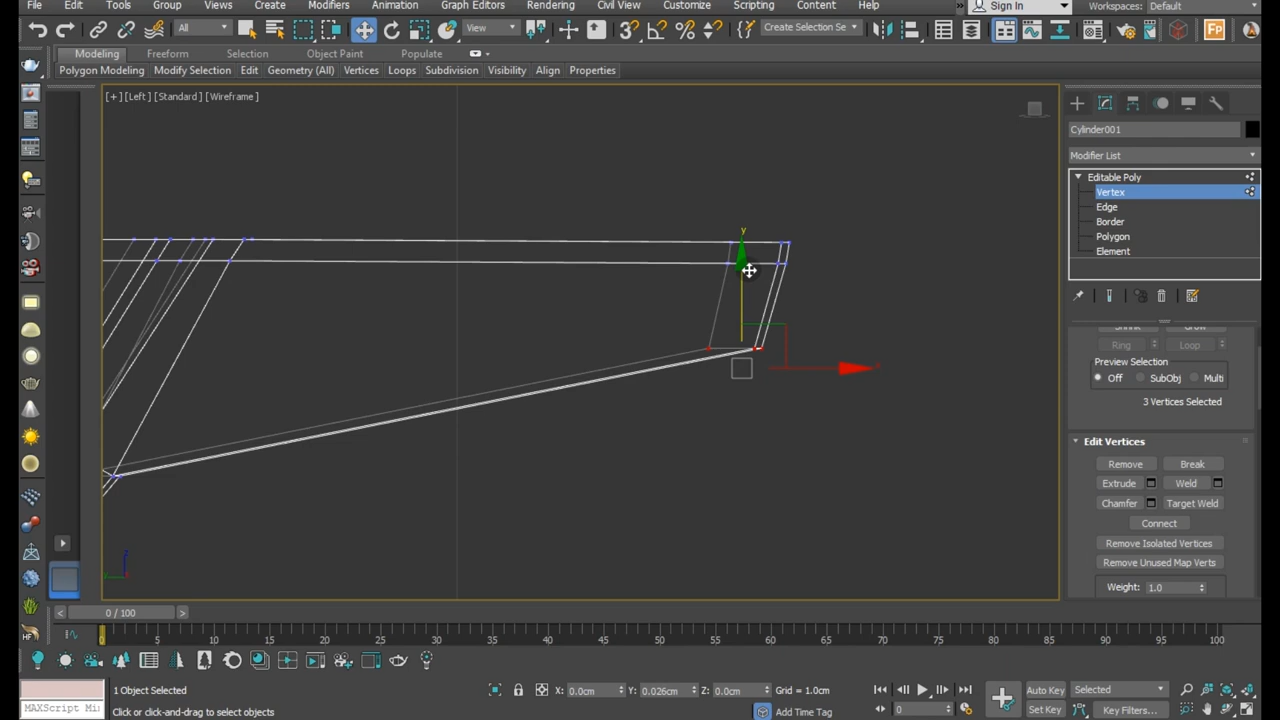 File Edit Tools Group Views Create Modifiers Animation Graph Editors Rendering Civil View Customize Scripting Content Help » Sign In Workspaces: Default
All View Create Selection Se
Modeling Freeform Selection Object Paint Populate
Polygon Modeling Modify Selection Edit Geometry (All) Vertices Loops Subdivision Visibility Align Properties
[+] [Left] [Standard] [Wireframe]
Cylinder001
Modifier List
Editable Poly
Vertex
Edge
Border
Polygon
Element
y
x
Shrink Grow
Ring Loop
Preview Selection
Off SubObj Multi
3 Vertices Selected
Edit Vertices
Remove Break
Extrude Weld
Chamfer Target Weld
Connect
Remove Isolated Vertices
Remove Unused Map Verts
Weight: 1.0
< 0 / 100 >
0 5 10 15 20 25 30 35 40 45 50 55 60 65 70 75 80 85 90 95 100
HF
Fp
1 Object Selected X: 0.0cm Y: 0.026cm Z: 0.0cm Grid = 1.0cm Auto Key Selected
MAXScript Mi Click or click-and-drag to select objects Add Time Tag 0 Set Key Key Filters...